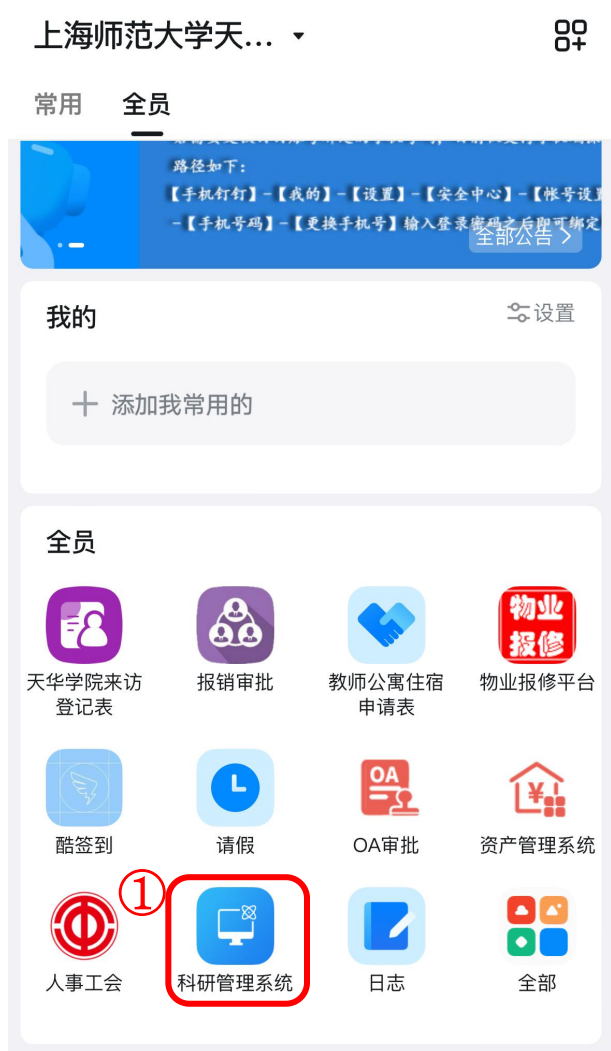 上海师范大学天...
常用 全员
路径如下：
【手机钉钉】-【我的】-【设置】-【安全中心】-【帐号设
-【手机号码】-【更换手机号】输入登录密码之后即可绑定
全部公告
我的
设置
添加我常用的
全员
物业
报修
天华学院来访
登记表
报销审批
教师公寓住宿
申请表
物业报修平台
OA
酷签到
请假
OA审批
资产管理系统
①
人事工会
科研管理系统
日志
全部